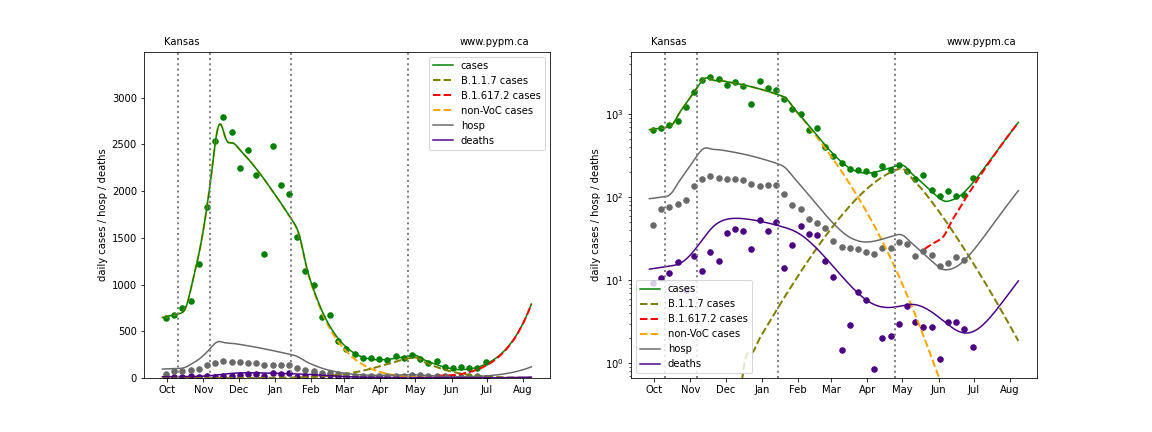 Kansas www.pypm.ca
cases
B.1.1.7 cases
B.1.617.2 cases
non-VoC cases
hosp
deaths
daily cases / hosp / deaths
3000
2500
2000
1500
1000
500
0
Oct Nov Dec Jan Feb Mar Apr May Jun Jul Aug
Kansas www.pypm.ca
daily cases / hosp / deaths
10³
10²
10¹
10⁰
cases
B.1.1.7 cases
B.1.617.2 cases
non-VoC cases
hosp
deaths
Oct Nov Dec Jan Feb Mar Apr May Jun Jul Aug